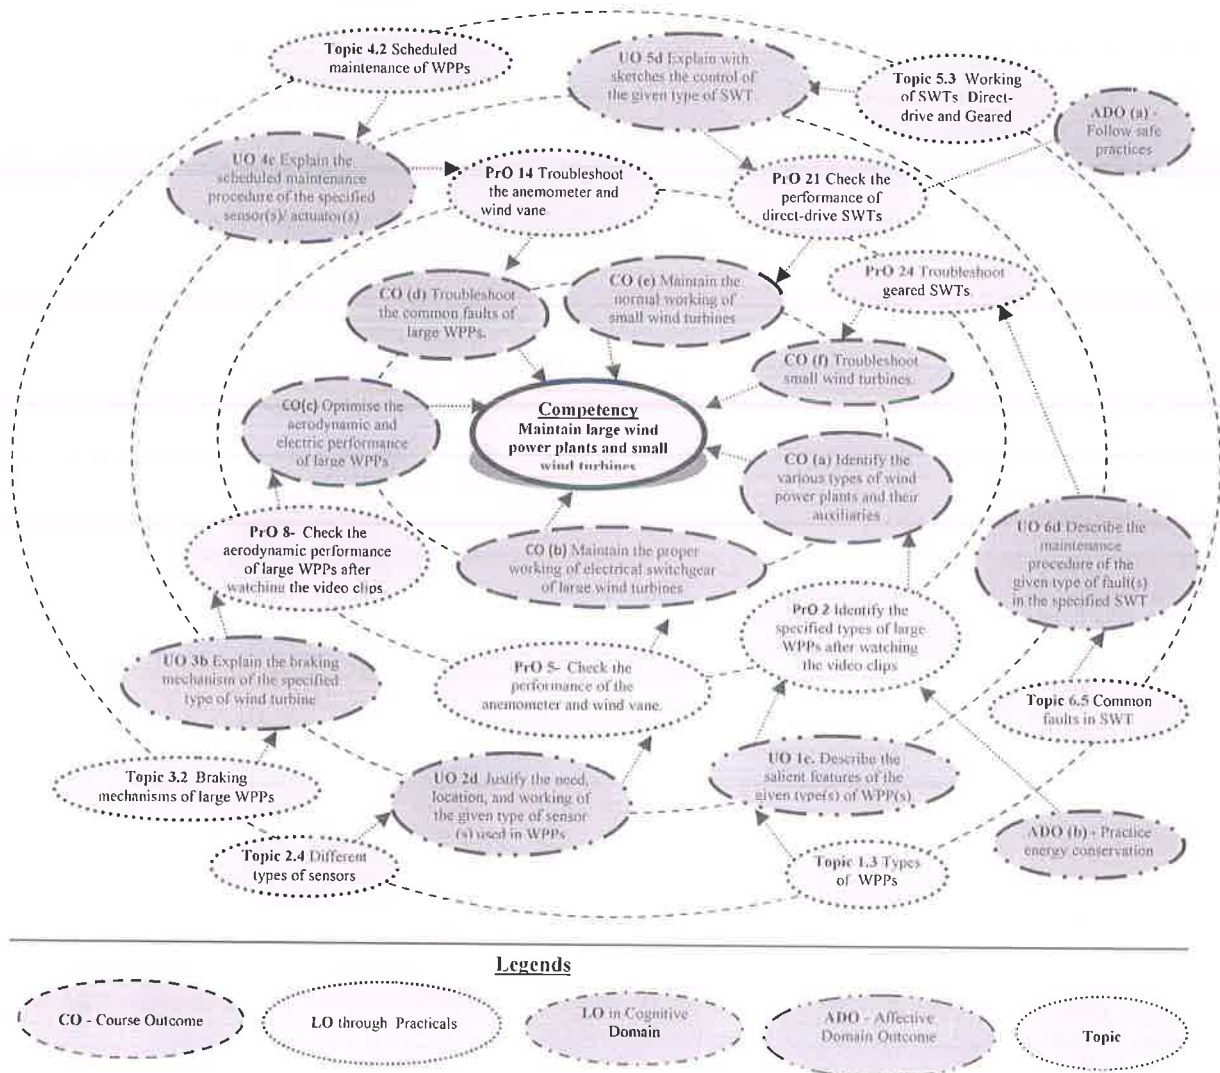 Topic 4.2 Scheduled
maintenance of WPPs
UO 5d Explain with
sketches the control of
the given type of SWT
Topic 5.3 Working
of SWTs Direct-
drive and Geared
ADO (a) -
Follow safe
practices
UO 4c Explain the
scheduled maintenance
procedure of the specified
sensor(s)/ actuator(s)
PrO 14 Troubleshoot
the anemometer and
wind vane
PrO 21 Check the
performance of
direct-drive SWTs
PrO 24 Troubleshoot
geared SWTs
CO (d) Troubleshoot
the common faults of
large WPPs.
CO (e) Maintain the
normal working of
small wind turbines
CO (f) Troubleshoot
small wind turbines.
CO(c) Optimise the
aerodynamic and
electric performance
of large WPPs
Competency
Maintain large wind
power plants and small
wind turbines
CO (a) Identify the
various types of wind
power plants and their
auxiliaries
PrO 8- Check the
aerodynamic performance
of large WPPs after
watching the video clips
CO (b) Maintain the proper
working of electrical switchgear
of large wind turbines
UO 6d Describe the
maintenance
procedure of the
given type of fault(s)
in the specified SWT
PrO 2 Identify the
specified types of large
WPPs after watching
the video clips
UO 3b Explain the braking
mechanism of the specified
type of wind turbine
PrO 5- Check the
performance of the
anemometer and wind vane.
Topic 6.5 Common
faults in SWT
Topic 3.2 Braking
mechanisms of large WPPs
UO 2d Justify the need,
location, and working of
the given type of sensor
(s) used in WPPs
UO 1c. Describe the
salient features of the
given type(s) of WPP(s)
Topic 2.4 Different
types of sensors
Topic 1.3 Types
of WPPs
ADO (b) - Practice
energy conservation
Legends
CO - Course Outcome
LO through Practicals
LO in Cognitive
Domain
ADO - Affective
Domain Outcome
Topic